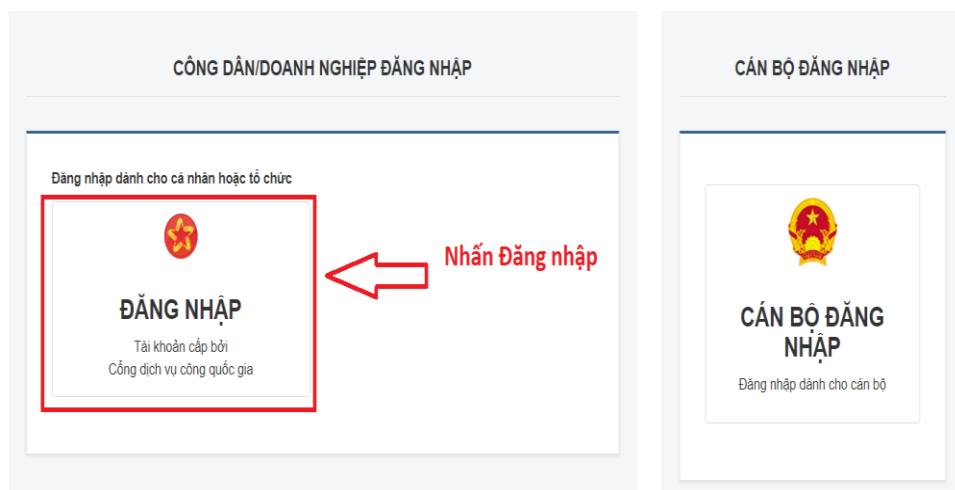 CÔNG DÂN/DOANH NGHIỆP ĐĂNG NHẬP
Đăng nhập dành cho cá nhân hoặc tổ chức
ĐĂNG NHẬP
Tài khoản cấp bởi
Cổng dịch vụ công quốc gia
Nhấn Đăng nhập
CÁN BỘ ĐĂNG NHẬP
CÁN BỘ ĐĂNG
NHẬP
Đăng nhập dành cho cán bộ